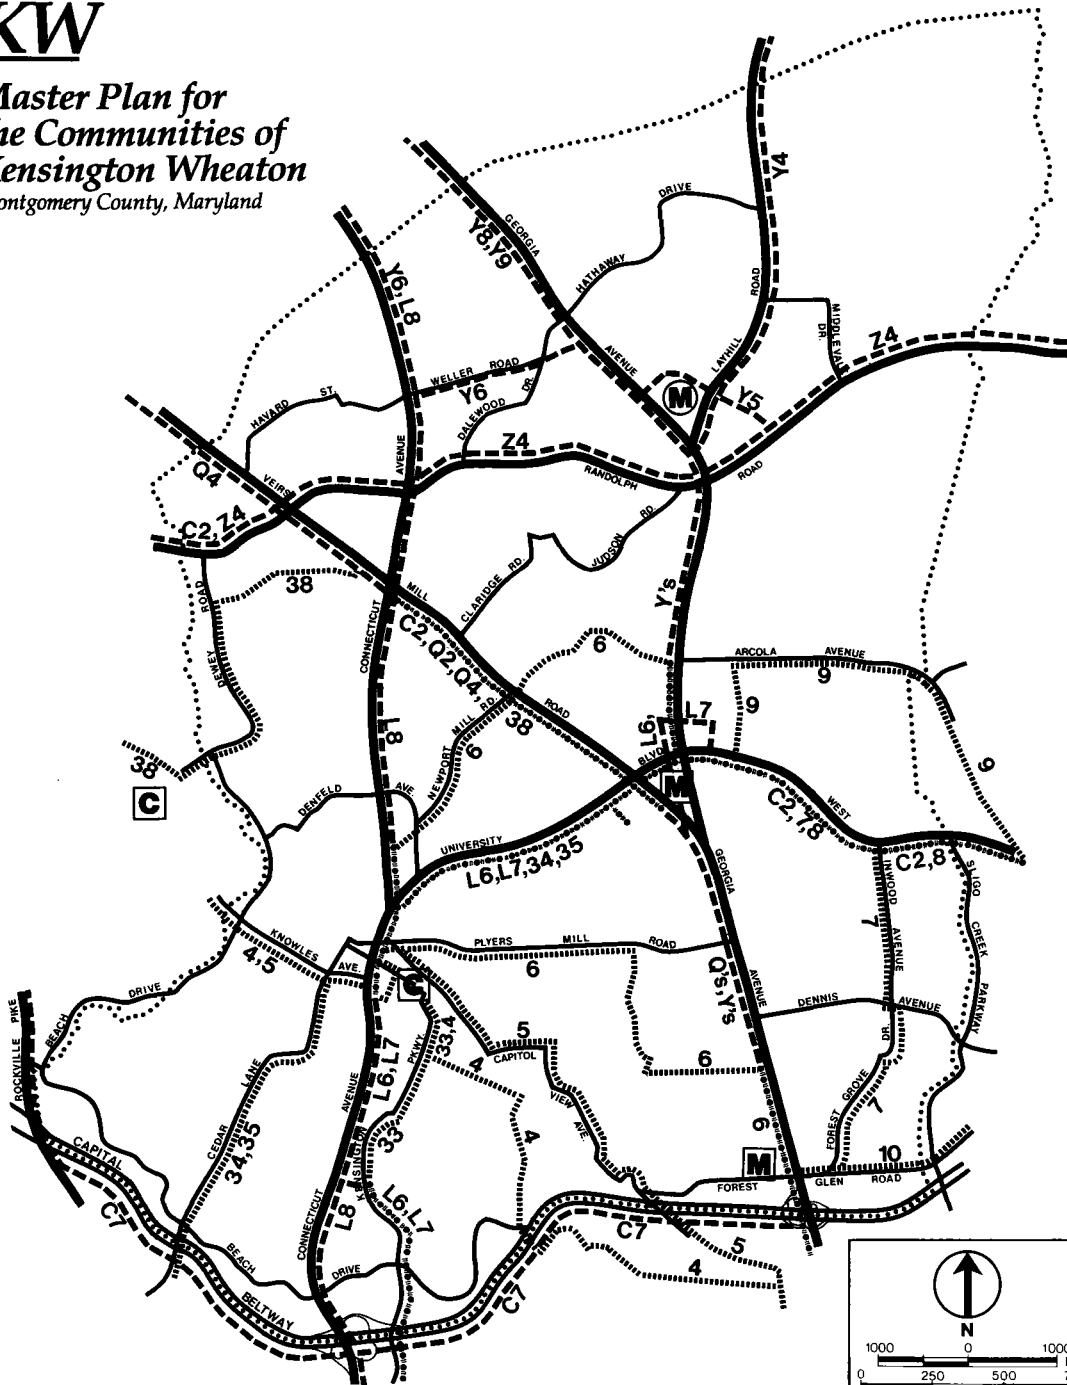 KW
Master Plan for
the Communities of
Kensington Wheaton
Montgomery County, Maryland
Y4
DRIVE
GEORGIA
Y8,Y9
HATHAWAY
ROAD
Y6,L8
MIDDLEVALE
DR.
Z4
AVENUE
LAYHILL
WELLER ROAD
Y6
DR.
M
Y5
HAVARD ST.
DALEWOOD
Z4
AVENUE
RANDOLPH
ROAD
Q4
VEIRS
C2,Z4
RD.
JUDSON
CLARIDGE RD.
38
ROAD
MILL
Y's
C2,Q2,Q4,
38
CONNECTICUT
DEWEY
6
ARCOLA AVENUE
9
9
L7
L6
MILL RD.
ROAD
NEWPORT
6
L8
BLVD.
38
C
M
9
DENFELD AVE.
C2,7,8
WEST
UNIVERSITY
L6,L7,34,35
GEORGIA
C2,8
INWOOD
SLIGO
7
KNOWLES
AVE.
4,5
PLYERS MILL ROAD
6
AVENUE
CREEK
C
Q's,Y's
AVENUE
DENNIS AVENUE
PARKWAY
BEACH DRIVE
ROCKVILLE PIKE
33,4
PKWY.
5
CAPITOL
DR.
L6,L7
4
6
AVENUE
VIEW
AVE.
GROVE
CEDAR LANE
34,35
4
7
FOREST
33
KENSINGTON
6
CAPITAL
M
10
FOREST GLEN ROAD
C7
L8
L6,L7
CONNECTICUT
C7
5
BEACH
DRIVE
4
BELTWAY
C7
N
1000 0 1000
0 250 500